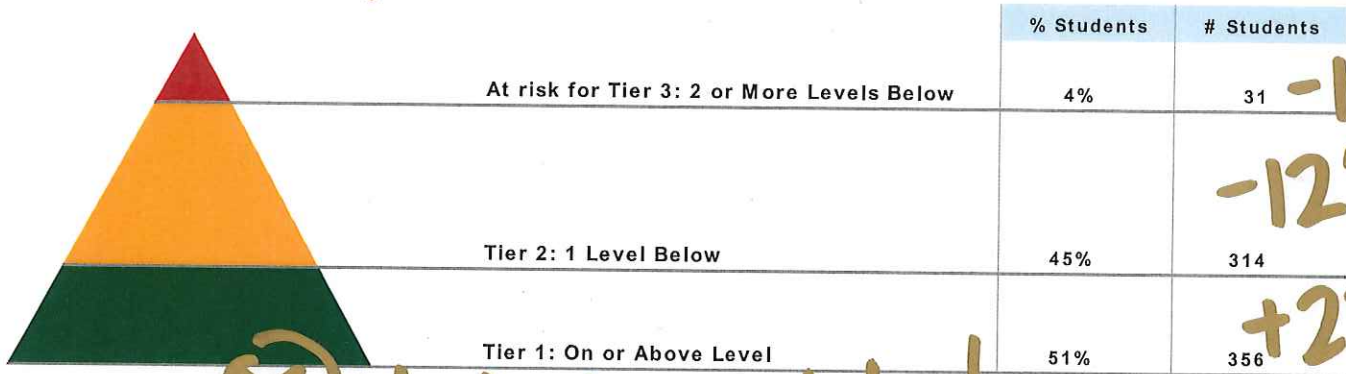 % Students # Students
At risk for Tier 3: 2 or More Levels Below 4% 31
-12
Tier 2: 1 Level Below 45% 314
Tier 1: On or Above Level 51% 356